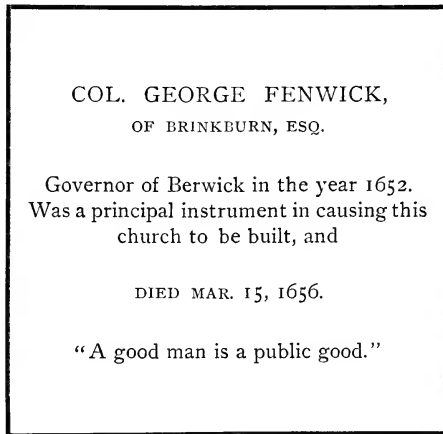 COL. GEORGE FENWICK,
OF BRINKBURN, ESQ.
Governor of Berwick in the year 1652.
Was a principal instrument in causing this
church to be built, and
DIED MAR. 15, 1656.
"A good man is a public good."